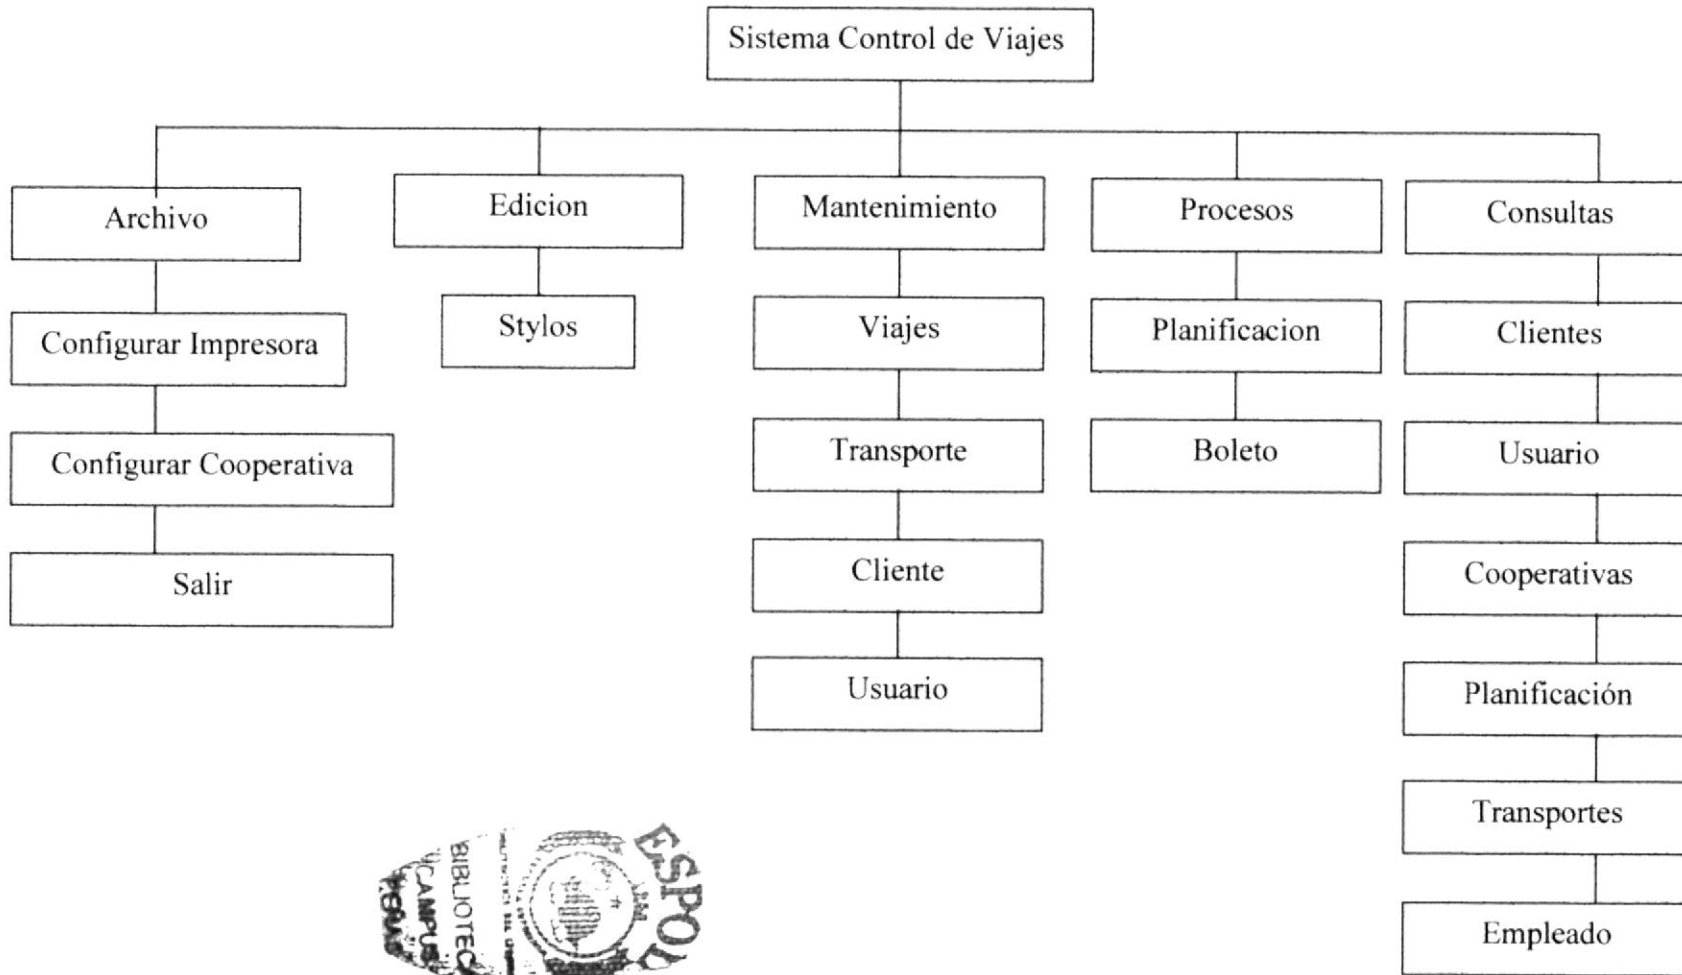 Sistema Control de Viajes
Archivo
Configurar Impresora
Configurar Cooperativa
Salir
Edicion
Stylos
Mantenimiento
Viajes
Transporte
Cliente
Usuario
Procesos
Planificacion
Boleto
Consultas
Clientes
Usuario
Cooperativas
Planificación
Transportes
Empleado
ESPOL
BIBLIOTEC
CAMPUS